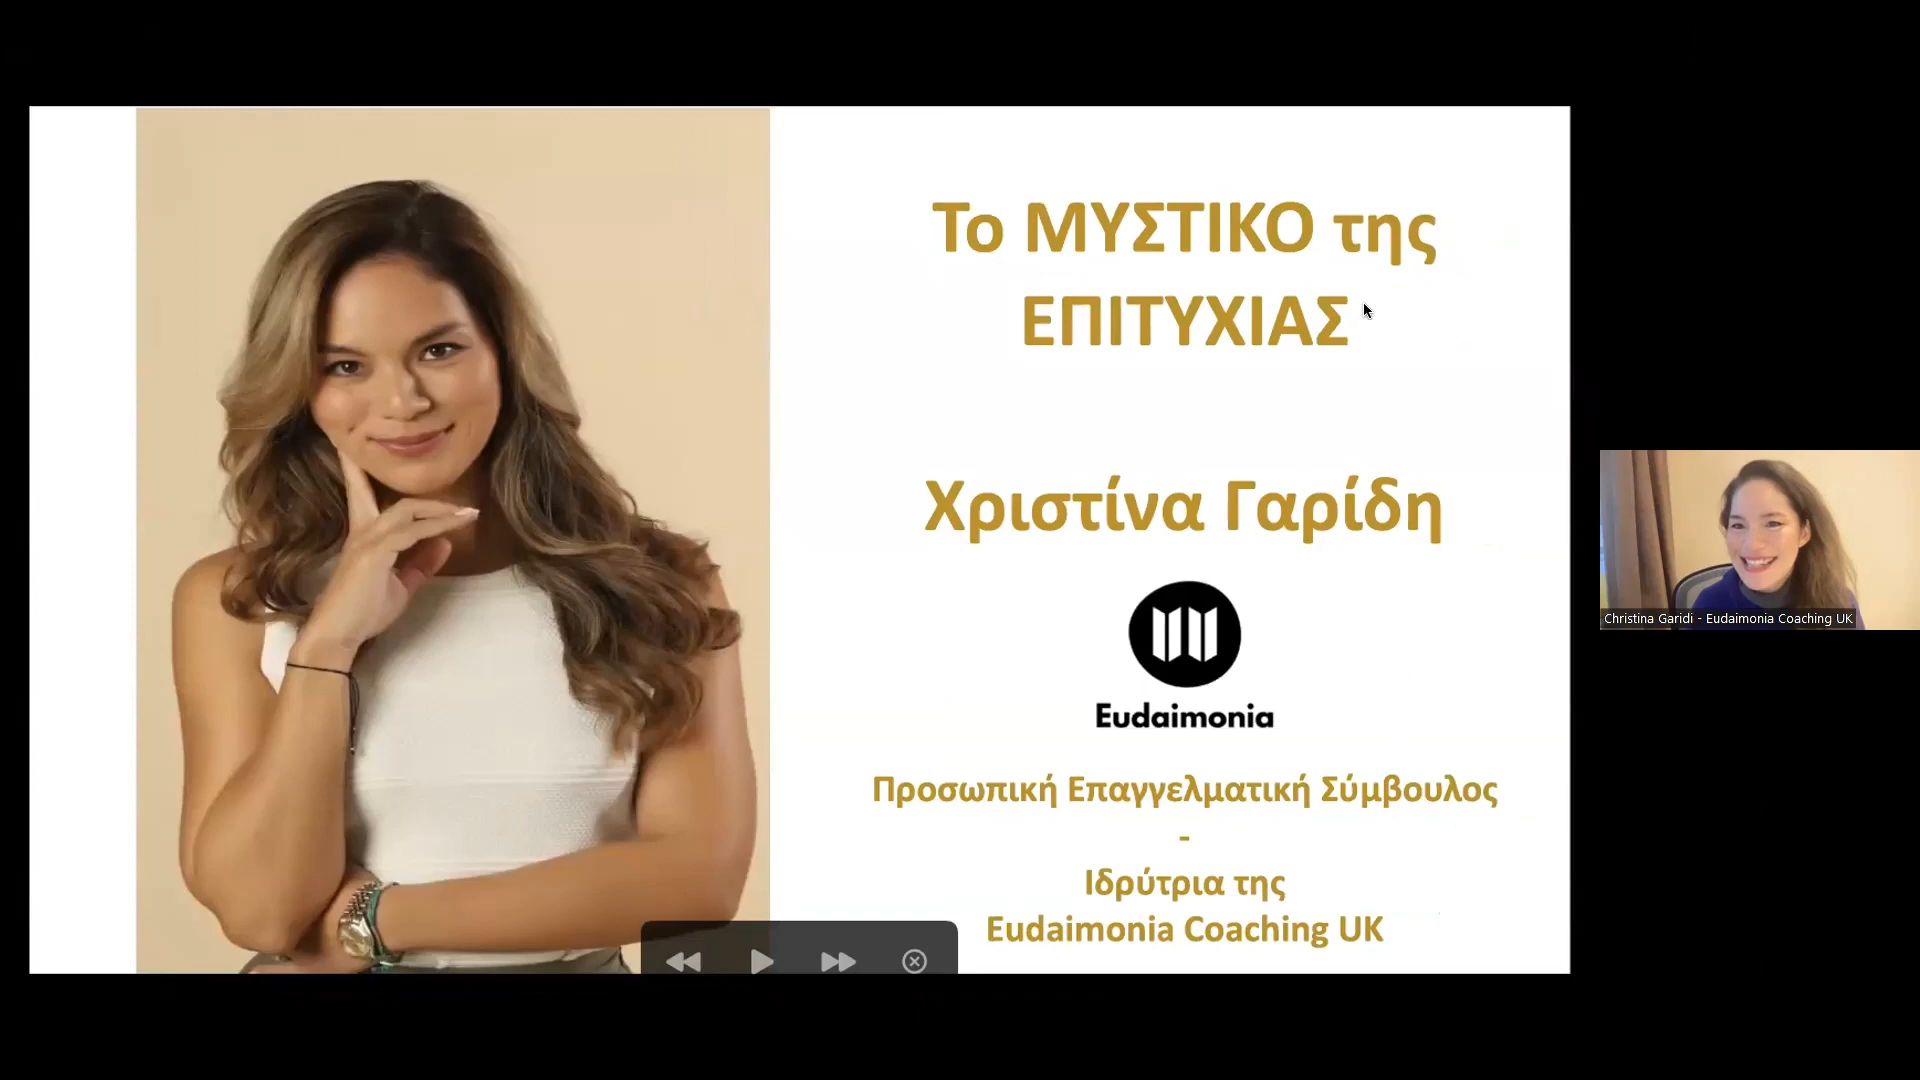 Το ΜΥΣΤΙΚΟ της
ΕΠΙΤΥΧΙΑΣ
Χριστίνα Γαρίδη
Eudaimonia
Προσωπική Επαγγελματική Σύμβουλος
-
Ιδρύτρια της
Eudaimonia Coaching UK
Christina Garidi - Eudaimonia Coaching UK